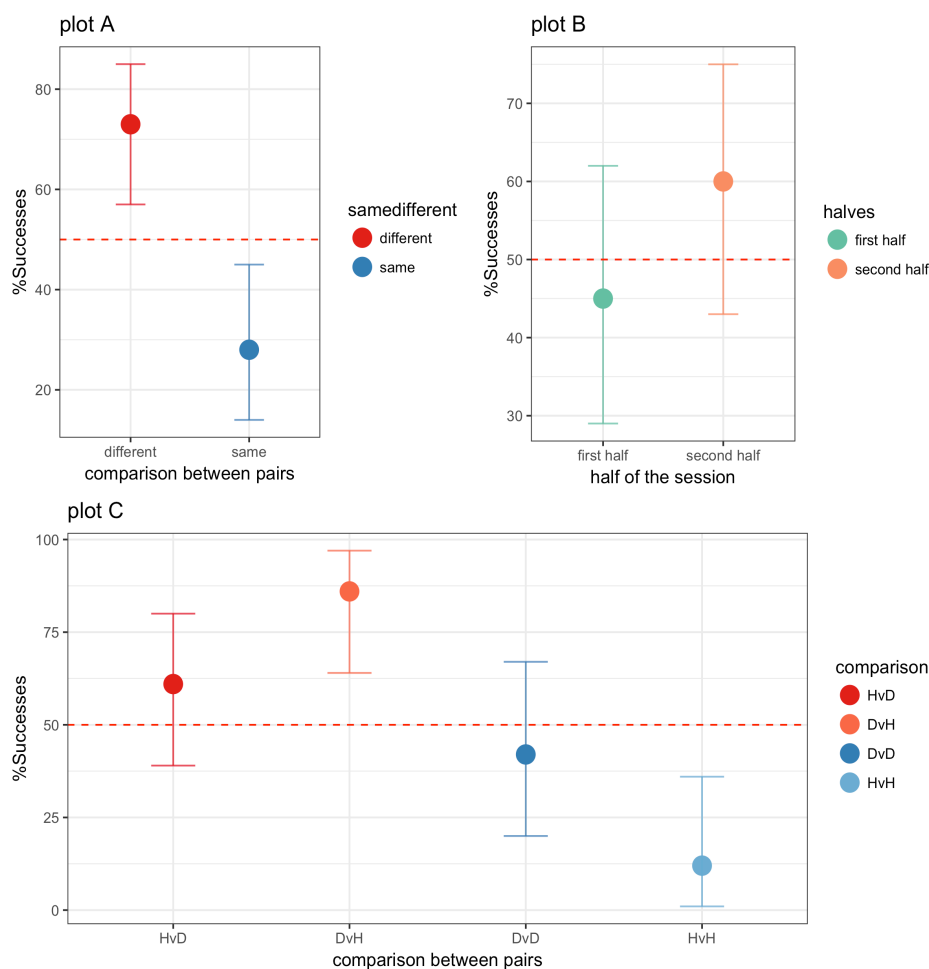 plot A
%Successes
80
60
40
20
different
same
comparison between pairs
samedifferent
different
same
plot B
%Successes
70
60
50
40
30
first half
second half
half of the session
halves
first half
second half
plot C
%Successes
100
75
50
25
0
HvD
DvH
DvD
HvH
comparison between pairs
comparison
HvD
DvH
DvD
HvH